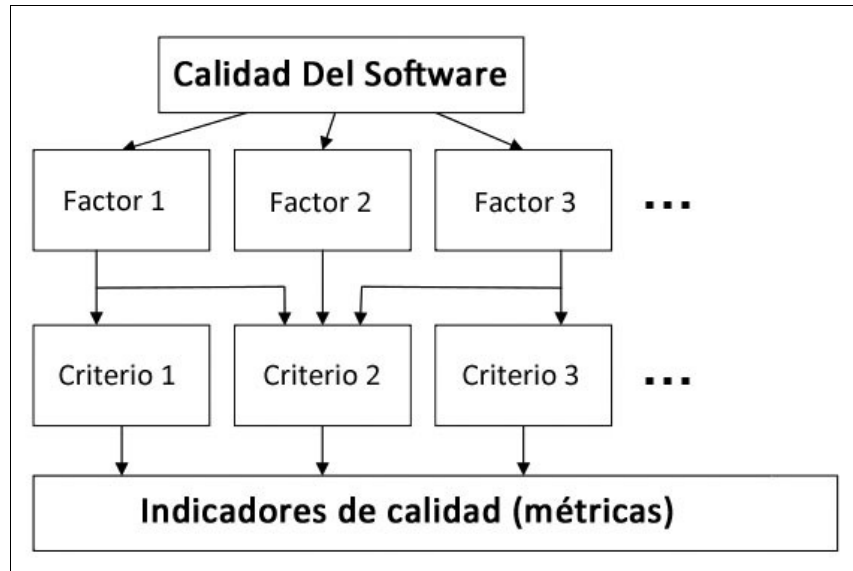 Calidad Del Software
Factor 1
Factor 2
Factor 3
...
Criterio 1
Criterio 2
Criterio 3
...
Indicadores de calidad (métricas)